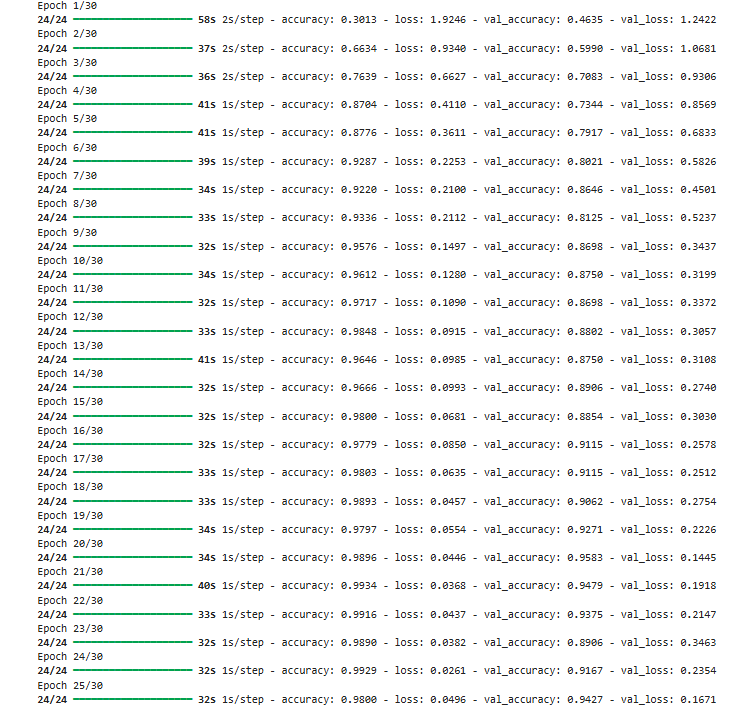 Epoch 1/30
24/24 58s 2s/step - accuracy: 0.3013 - loss: 1.9246 - val_accuracy: 0.4635 - val_loss: 1.2422
Epoch 2/30
24/24 37s 2s/step - accuracy: 0.6634 - loss: 0.9340 - val_accuracy: 0.5990 - val_loss: 1.0681
Epoch 3/30
24/24 36s 2s/step - accuracy: 0.7639 - loss: 0.6627 - val_accuracy: 0.7083 - val_loss: 0.9306
Epoch 4/30
24/24 41s 1s/step - accuracy: 0.8704 - loss: 0.4110 - val_accuracy: 0.7344 - val_loss: 0.8569
Epoch 5/30
24/24 41s 1s/step - accuracy: 0.8776 - loss: 0.3611 - val_accuracy: 0.7917 - val_loss: 0.6833
Epoch 6/30
24/24 39s 1s/step - accuracy: 0.9287 - loss: 0.2253 - val_accuracy: 0.8021 - val_loss: 0.5826
Epoch 7/30
24/24 34s 1s/step - accuracy: 0.9220 - loss: 0.2100 - val_accuracy: 0.8646 - val_loss: 0.4501
Epoch 8/30
24/24 33s 1s/step - accuracy: 0.9336 - loss: 0.2112 - val_accuracy: 0.8125 - val_loss: 0.5237
Epoch 9/30
24/24 32s 1s/step - accuracy: 0.9576 - loss: 0.1497 - val_accuracy: 0.8698 - val_loss: 0.3437
Epoch 10/30
24/24 34s 1s/step - accuracy: 0.9612 - loss: 0.1280 - val_accuracy: 0.8750 - val_loss: 0.3199
Epoch 11/30
24/24 32s 1s/step - accuracy: 0.9717 - loss: 0.1090 - val_accuracy: 0.8698 - val_loss: 0.3372
Epoch 12/30
24/24 33s 1s/step - accuracy: 0.9848 - loss: 0.0915 - val_accuracy: 0.8802 - val_loss: 0.3057
Epoch 13/30
24/24 41s 1s/step - accuracy: 0.9646 - loss: 0.0985 - val_accuracy: 0.8750 - val_loss: 0.3108
Epoch 14/30
24/24 32s 1s/step - accuracy: 0.9666 - loss: 0.0993 - val_accuracy: 0.8906 - val_loss: 0.2740
Epoch 15/30
24/24 32s 1s/step - accuracy: 0.9800 - loss: 0.0681 - val_accuracy: 0.8854 - val_loss: 0.3030
Epoch 16/30
24/24 32s 1s/step - accuracy: 0.9779 - loss: 0.0850 - val_accuracy: 0.9115 - val_loss: 0.2578
Epoch 17/30
24/24 33s 1s/step - accuracy: 0.9803 - loss: 0.0635 - val_accuracy: 0.9115 - val_loss: 0.2512
Epoch 18/30
24/24 33s 1s/step - accuracy: 0.9893 - loss: 0.0457 - val_accuracy: 0.9062 - val_loss: 0.2754
Epoch 19/30
24/24 34s 1s/step - accuracy: 0.9797 - loss: 0.0554 - val_accuracy: 0.9271 - val_loss: 0.2226
Epoch 20/30
24/24 34s 1s/step - accuracy: 0.9896 - loss: 0.0446 - val_accuracy: 0.9583 - val_loss: 0.1445
Epoch 21/30
24/24 40s 1s/step - accuracy: 0.9934 - loss: 0.0368 - val_accuracy: 0.9479 - val_loss: 0.1918
Epoch 22/30
24/24 33s 1s/step - accuracy: 0.9916 - loss: 0.0437 - val_accuracy: 0.9375 - val_loss: 0.2147
Epoch 23/30
24/24 32s 1s/step - accuracy: 0.9890 - loss: 0.0382 - val_accuracy: 0.8906 - val_loss: 0.3463
Epoch 24/30
24/24 32s 1s/step - accuracy: 0.9929 - loss: 0.0261 - val_accuracy: 0.9167 - val_loss: 0.2354
Epoch 25/30
24/24 32s 1s/step - accuracy: 0.9800 - loss: 0.0496 - val_accuracy: 0.9427 - val_loss: 0.1671